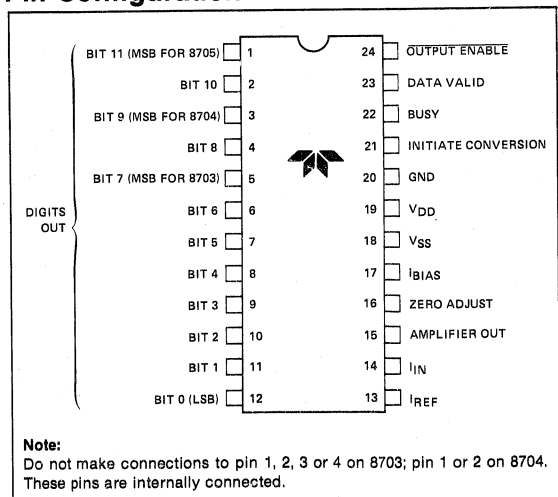 BIT 11 (MSB FOR 8705) 1 24 OUTPUT ENABLE
BIT 10 2 23 DATA VALID
BIT 9 (MSB FOR 8704) 3 22 BUSY
BIT 8 4 21 INITIATE CONVERSION
BIT 7 (MSB FOR 8703) 5 20 GND
DIGITS OUT
BIT 6 6 19 VDD
BIT 5 7 18 VSS
BIT 4 8 17 IBIAS
BIT 3 9 16 ZERO ADJUST
BIT 2 10 15 AMPLIFIER OUT
BIT 1 11 14 IIN
BIT 0 (LSB) 12 13 IREF
Note:
Do not make connections to pin 1, 2, 3 or 4 on 8703; pin 1 or 2 on 8704.
These pins are internally connected.